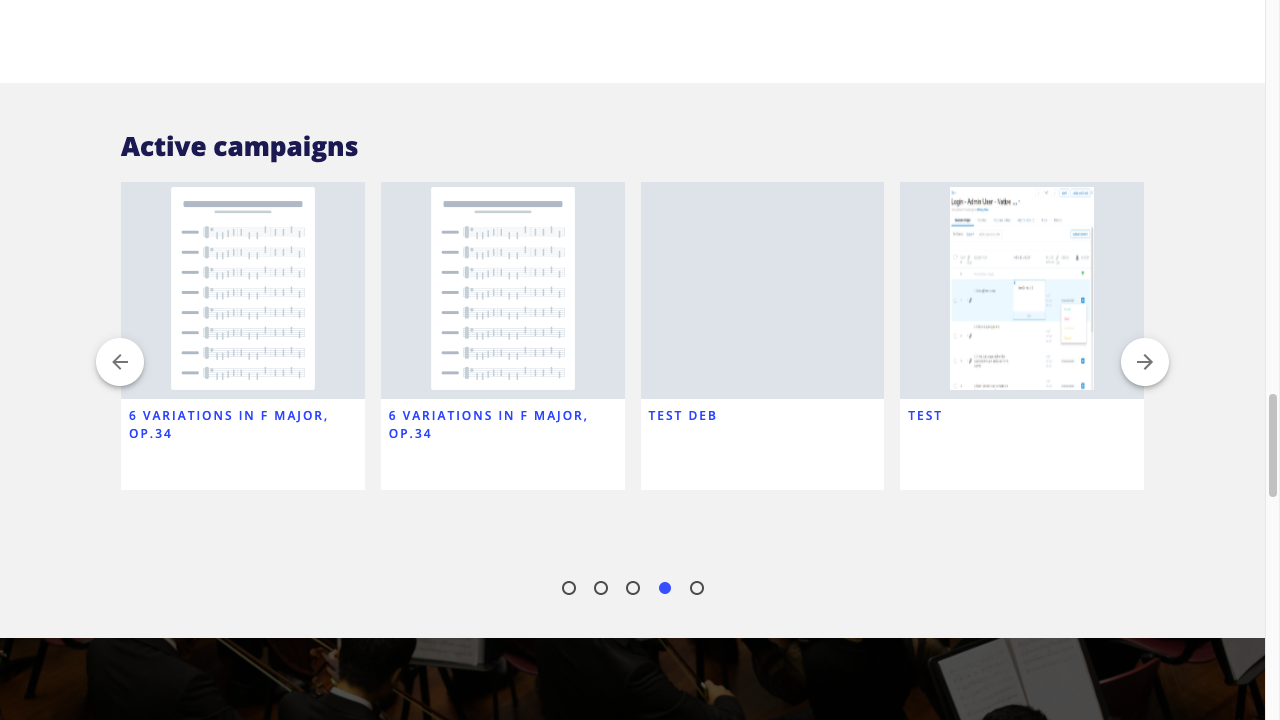 Active campaigns
6 VARIATIONS IN F MAJOR,
OP.34
6 VARIATIONS IN F MAJOR,
OP.34
TEST DEB
Login - Admin User - Vadee ...
TEST